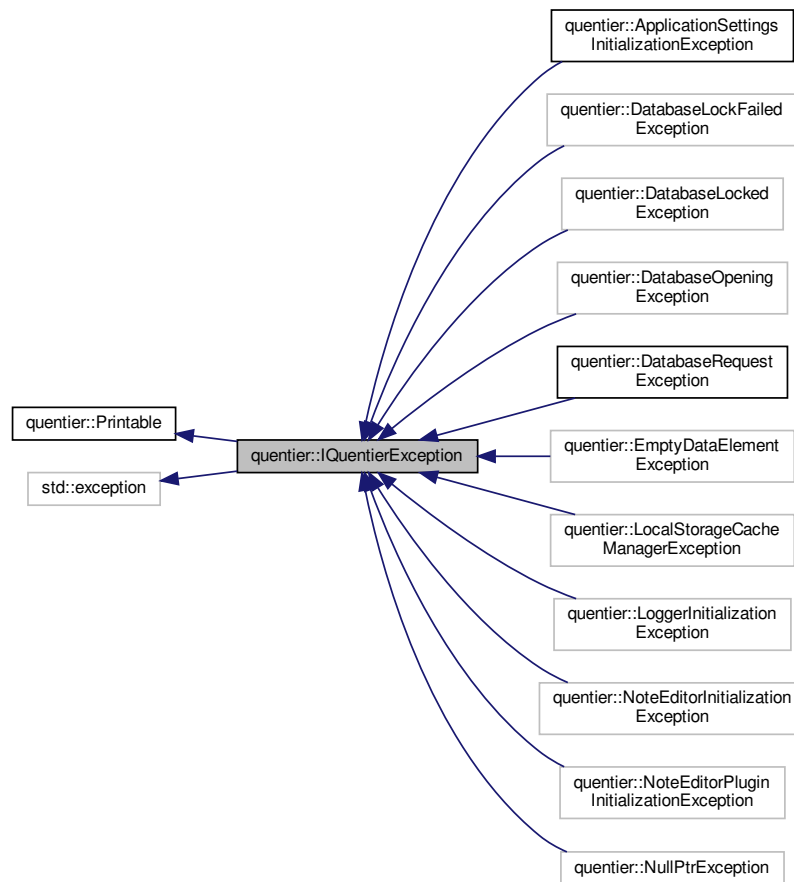 quentier::ApplicationSettings
InitializationException
quentier::DatabaseLockFailed
Exception
quentier::DatabaseLocked
Exception
quentier::DatabaseOpening
Exception
quentier::DatabaseRequest
Exception
quentier::Printable
quentier::IQuentierException
quentier::EmptyDataElement
Exception
std::exception
quentier::LocalStorageCache
ManagerException
quentier::LoggerInitialization
Exception
quentier::NoteEditorInitialization
Exception
quentier::NoteEditorPlugin
InitializationException
quentier::NullPtrException